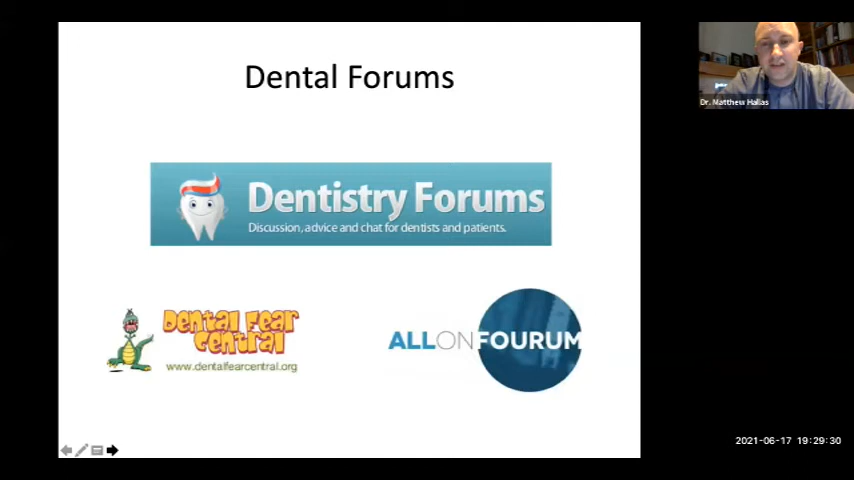 Dental Forums
Dentistry Forums
Discussion, advice and chat for dentists and patients.
Dental Fear
Central
www.dentalfearcentral.org
ALLONFOURUM
Dr. Matthew Hallas
2021-06-17 19:29:30